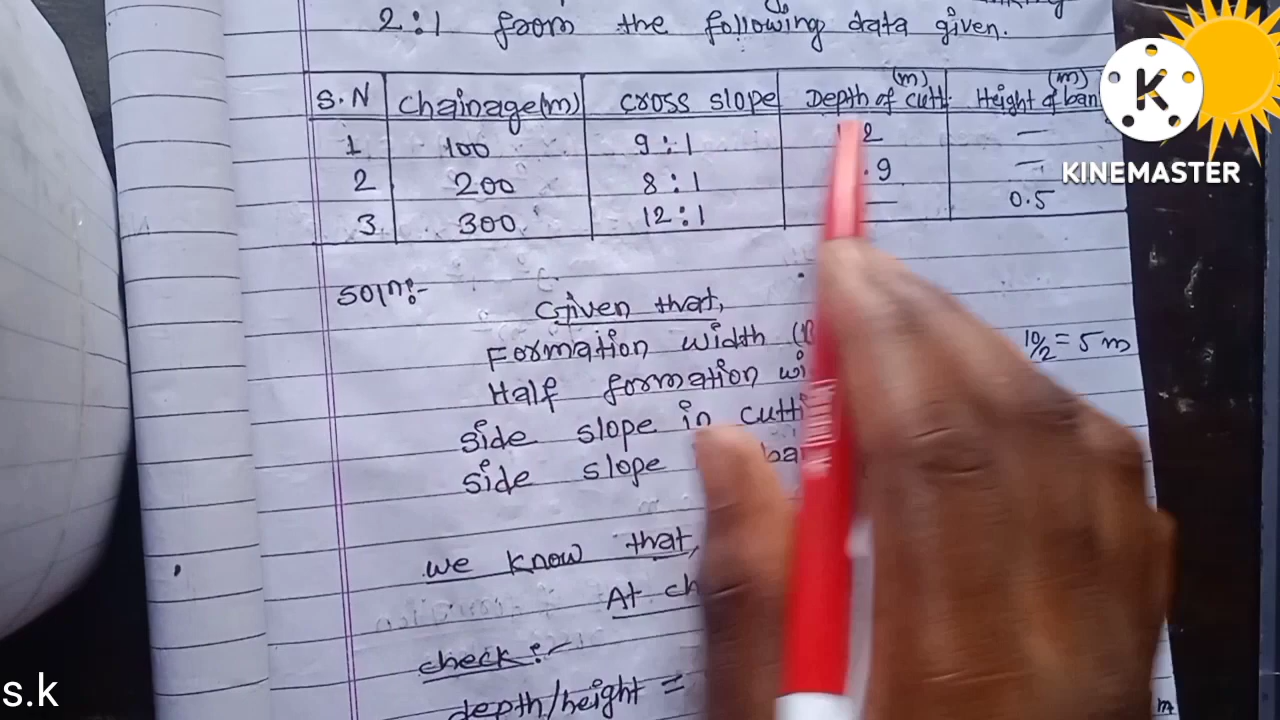 2:1 from the following data given.
S.N Chainage(m) Cross slope Depth of cutt (m) Height of ban (m)
1 100 9:1 2 —
2 200 8:1 .9 —
3 300 12:1 — 0.5
Soln:-
Given that,
Formation width 10/2 = 5 m
Half formation
Side slope in cutti
Side slope
we know that,
At ch
check:-
depth/height =
m
K
KINEMASTER
s.k